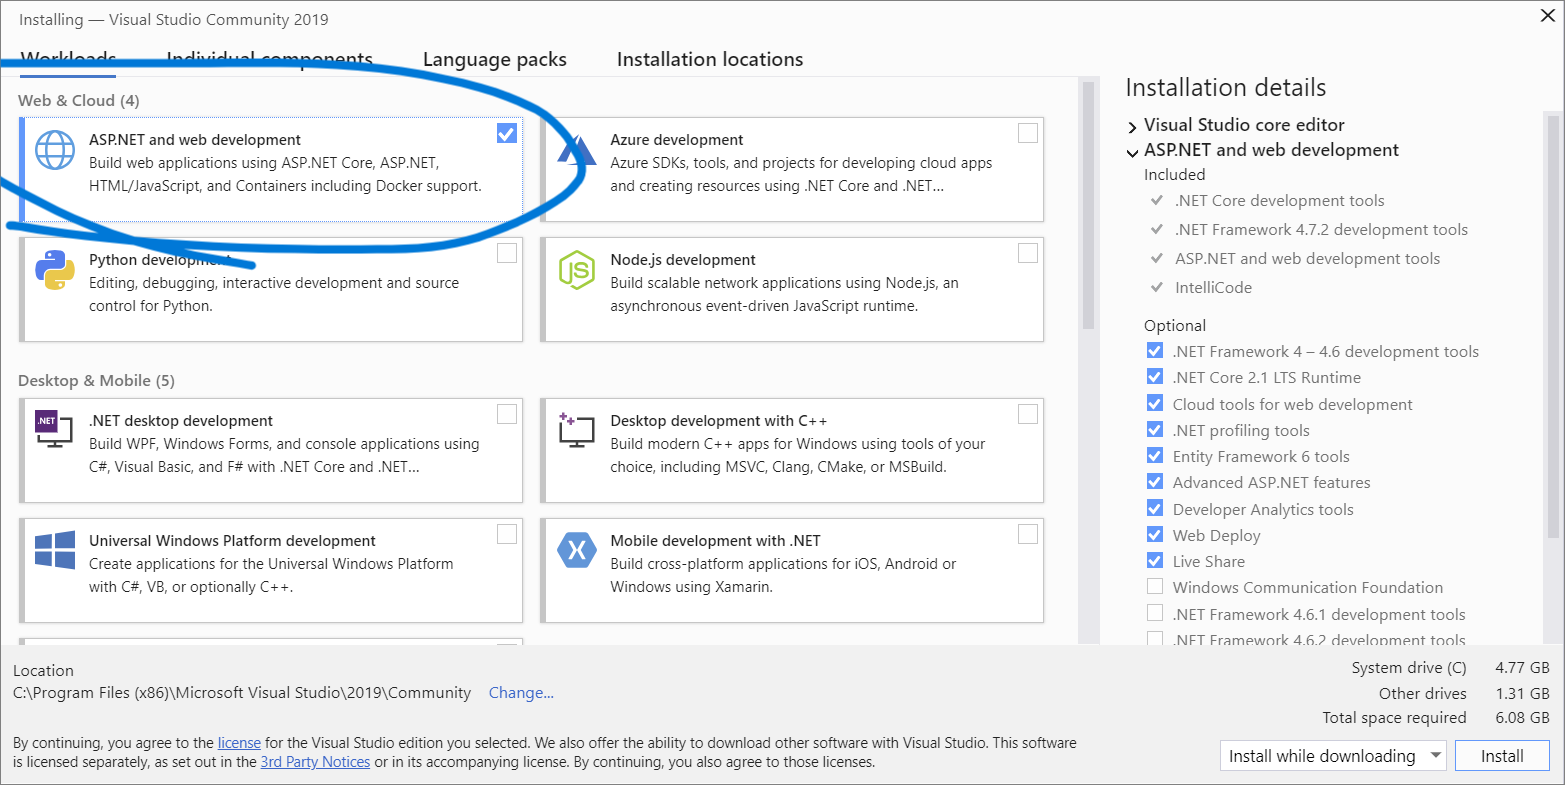 Installing — Visual Studio Community 2019
Workloads
Individual components
Language packs
Installation locations
Web & Cloud (4)
ASP.NET and web development
Build web applications using ASP.NET Core, ASP.NET,
HTML/JavaScript, and Containers including Docker support.
Azure development
Azure SDKs, tools, and projects for developing cloud apps
and creating resources using .NET Core and .NET...
Python development
Editing, debugging, interactive development and source
control for Python.
JS
Node.js development
Build scalable network applications using Node.js, an
asynchronous event-driven JavaScript runtime.
Desktop & Mobile (5)
.NET
.NET desktop development
Build WPF, Windows Forms, and console applications using
C#, Visual Basic, and F# with .NET Core and .NET...
Desktop development with C++
Build modern C++ apps for Windows using tools of your
choice, including MSVC, Clang, CMake, or MSBuild.
Universal Windows Platform development
Create applications for the Universal Windows Platform
with C#, VB, or optionally C++.
Mobile development with .NET
Build cross-platform applications for iOS, Android or
Windows using Xamarin.
Installation details
Visual Studio core editor
ASP.NET and web development
Included
.NET Core development tools
.NET Framework 4.7.2 development tools
ASP.NET and web development tools
IntelliCode
Optional
.NET Framework 4 – 4.6 development tools
.NET Core 2.1 LTS Runtime
Cloud tools for web development
.NET profiling tools
Entity Framework 6 tools
Advanced ASP.NET features
Developer Analytics tools
Web Deploy
Live Share
Windows Communication Foundation
.NET Framework 4.6.1 development tools
.NET Framework 4.6.2 development tools
Location
C:\Program Files (x86)\Microsoft Visual Studio\2019\Community Change...
System drive (C) 4.77 GB
Other drives 1.31 GB
Total space required 6.08 GB
By continuing, you agree to the license for the Visual Studio edition you selected. We also offer the ability to download other software with Visual Studio. This software
is licensed separately, as set out in the 3rd Party Notices or in its accompanying license. By continuing, you also agree to those licenses.
Install while downloading
Install